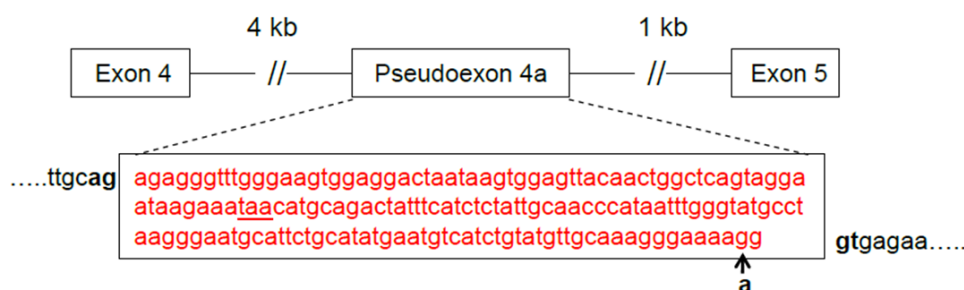 4 kb 1 kb
Exon 4 // Pseudoexon 4a // Exon 5
.....ttgcag agagggtttgggaagtggaggactaataagtggagttacaactggctcagtagga
ataagaaataacatgcagactatttcatctctattgcaacccataatttgggtatgcct
aagggaatgcattctgcatatgaatgtcatctgtatgttgcaaagggaaaagg gtgagaa.....
a